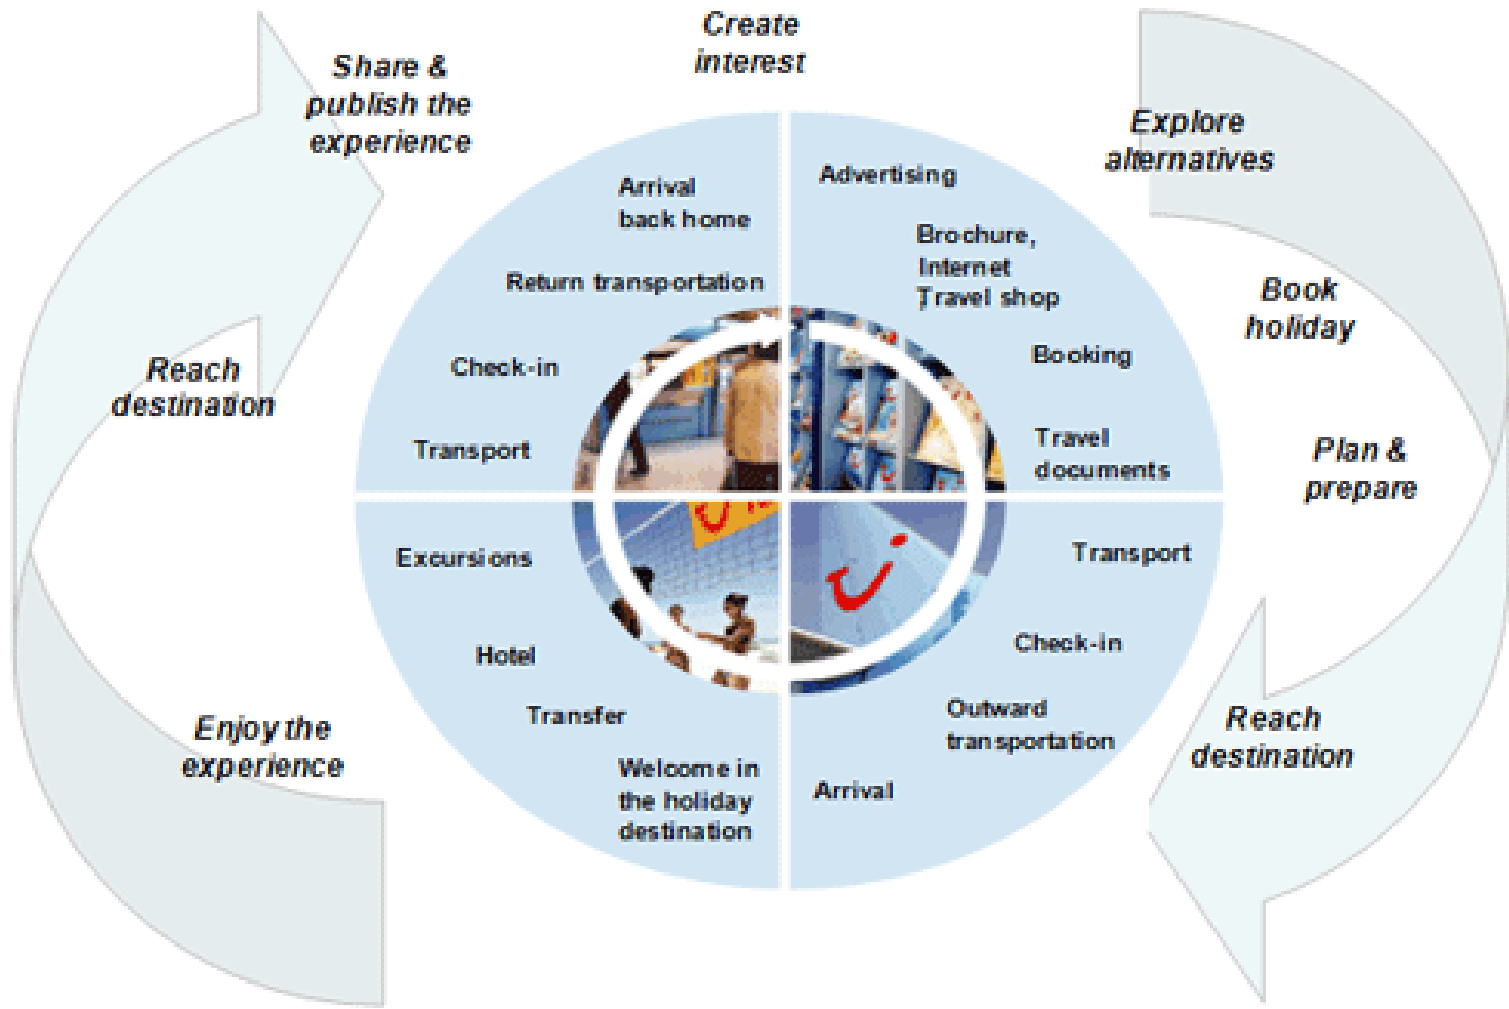 Create
interest
Share &
publish the
experience
Explore
alternatives
Arrival
back home
Advertising
Return transportation
Brochure,
Internet
Travel shop
Book
holiday
Check-in
Booking
Reach
destination
Transport
Travel
documents
Plan &
prepare
Excursions
Transport
Hotel
Check-in
Transfer
Outward
transportation
Reach
destination
Enjoy the
experience
Welcome in
the holiday
destination
Arrival